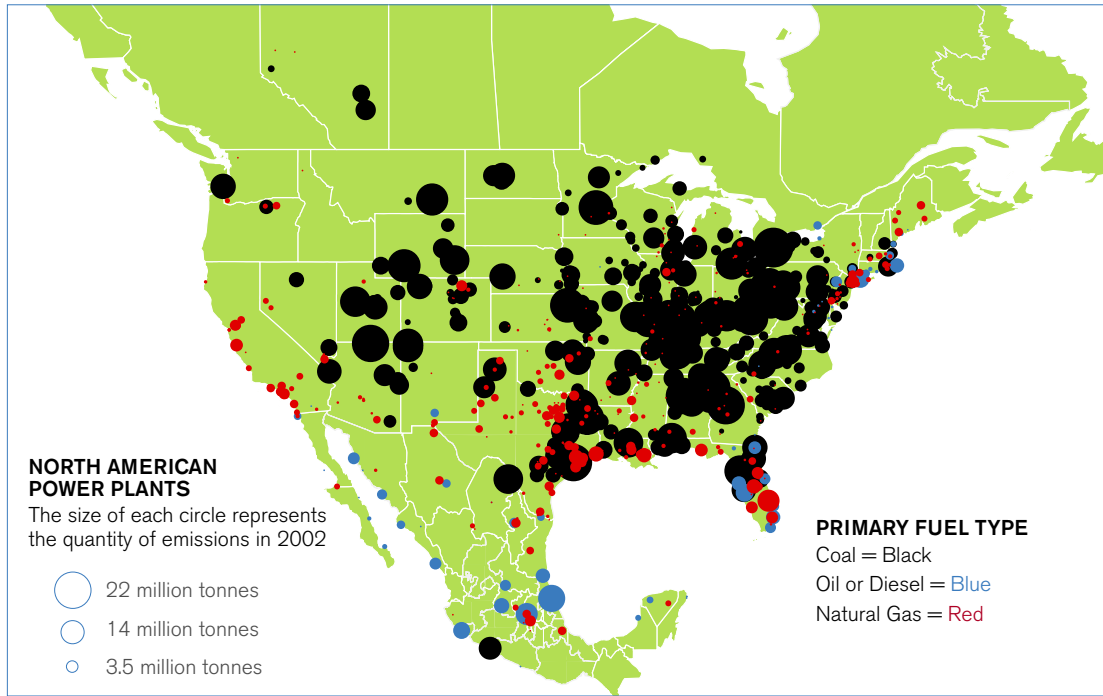 NORTH AMERICAN
POWER PLANTS
The size of each circle represents
the quantity of emissions in 2002
22 million tonnes
14 million tonnes
3.5 million tonnes
PRIMARY FUEL TYPE
Coal = Black
Oil or Diesel = Blue
Natural Gas = Red